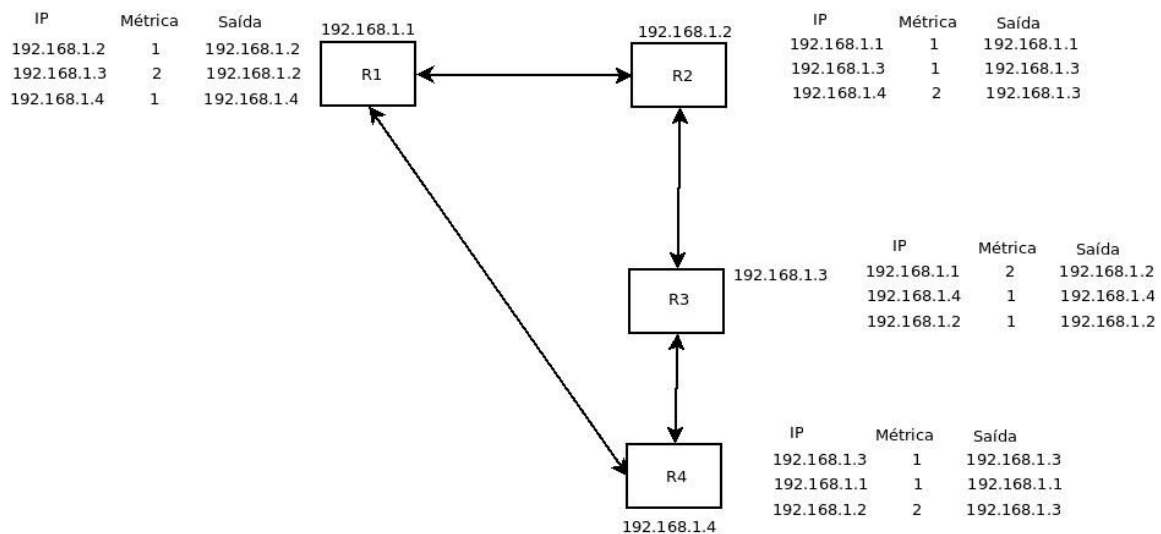 IP Métrica Saída
192.168.1.2 1 192.168.1.2
192.168.1.3 2 192.168.1.2
192.168.1.4 1 192.168.1.4
192.168.1.1
R1
192.168.1.2
R2
IP Métrica Saída
192.168.1.1 1 192.168.1.1
192.168.1.3 1 192.168.1.3
192.168.1.4 2 192.168.1.3
R3
192.168.1.3
IP Métrica Saída
192.168.1.1 2 192.168.1.2
192.168.1.4 1 192.168.1.4
192.168.1.2 1 192.168.1.2
R4
192.168.1.4
IP Métrica Saída
192.168.1.3 1 192.168.1.3
192.168.1.1 1 192.168.1.1
192.168.1.2 2 192.168.1.3